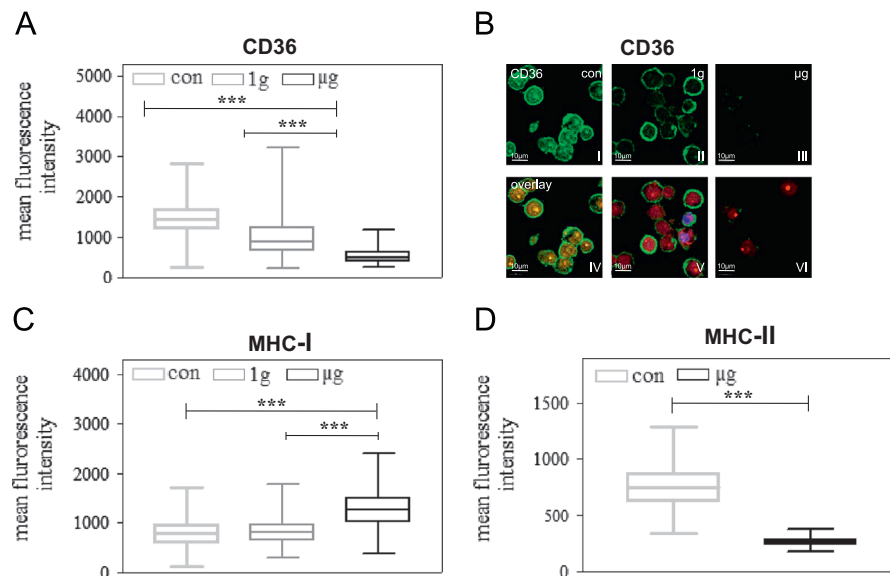 A
CD36
con 1g µg
mean fluorescence
intensity
5000
4000
3000
2000
1000
0
***
***
B
CD36
CD36 con
1g
µg
10µm I
10µm II
10µm III
overlay
10µm IV
10µm V
10µm VI
C
MHC-I
con 1g µg
mean flurorescence
intensity
4000
3000
2000
1000
0
***
***
D
MHC-II
con µg
mean flurorescence
intensity
1500
1000
500
0
***